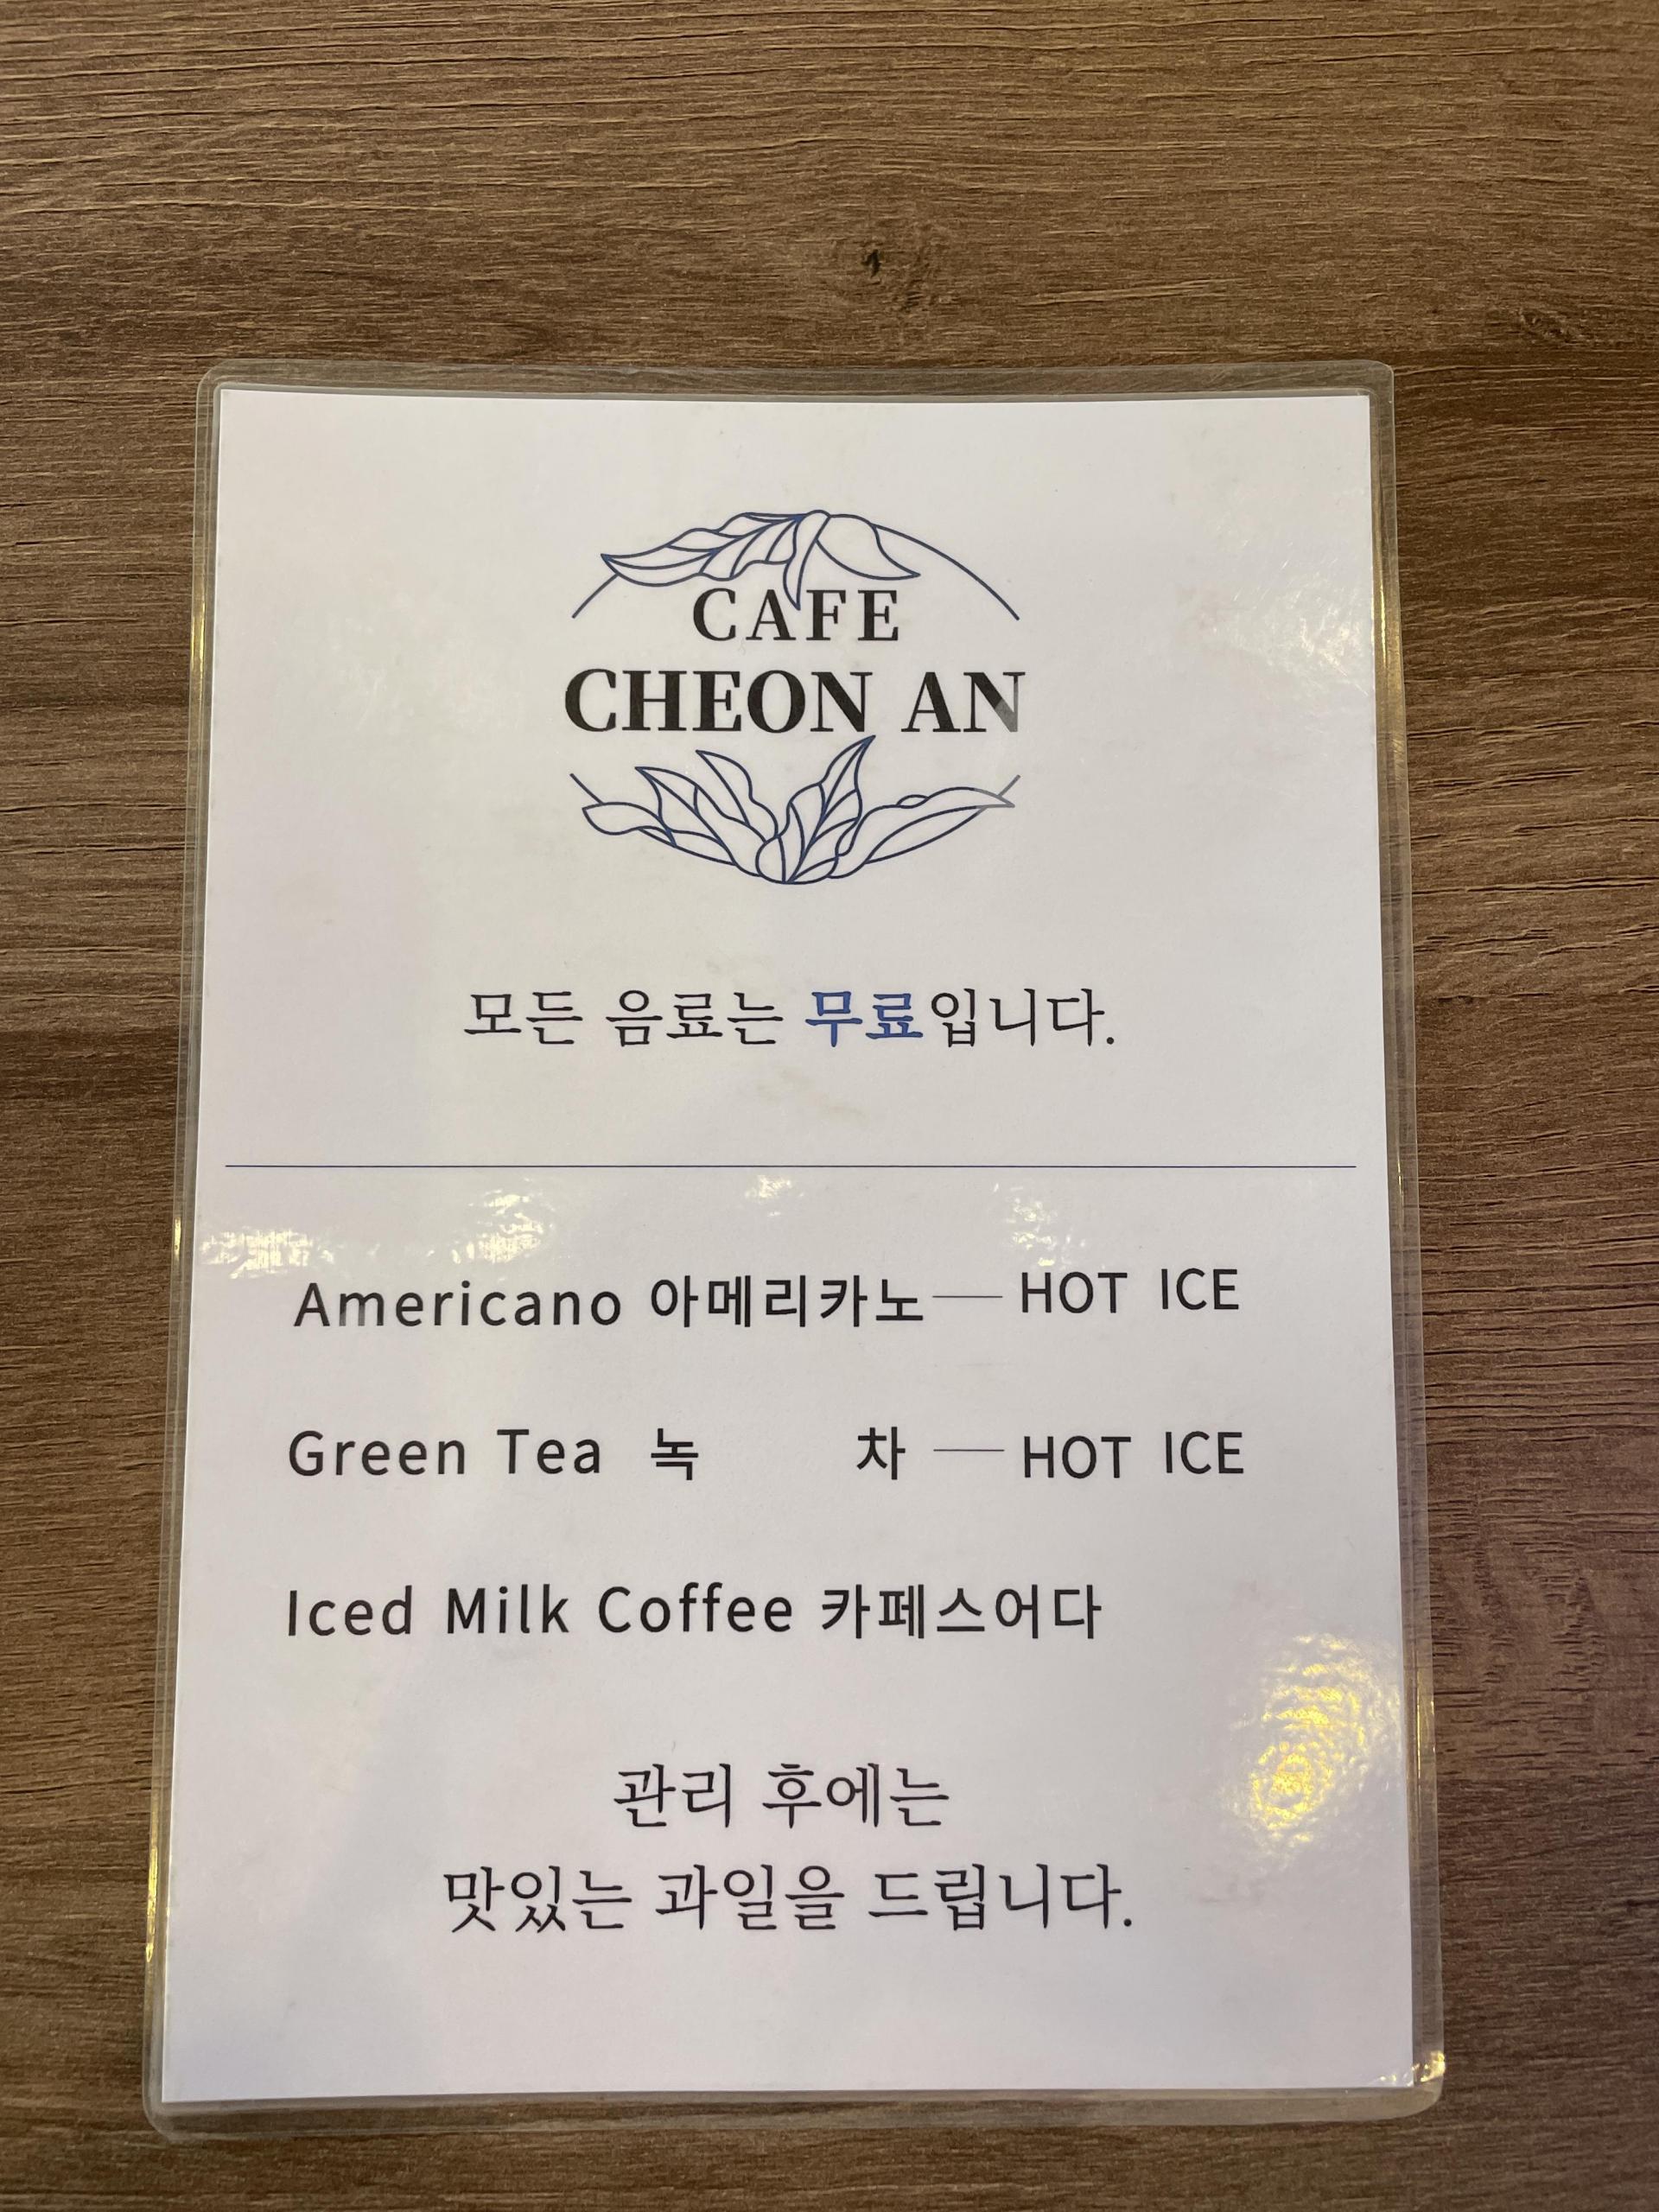 CAFE
CHEON AN
모든 음료는 무료입니다.
Americano 아메리카노 — HOT ICE
Green Tea 녹 차 — HOT ICE
Iced Milk Coffee 카페스어다
관리 후에는
맛있는 과일을 드립니다.